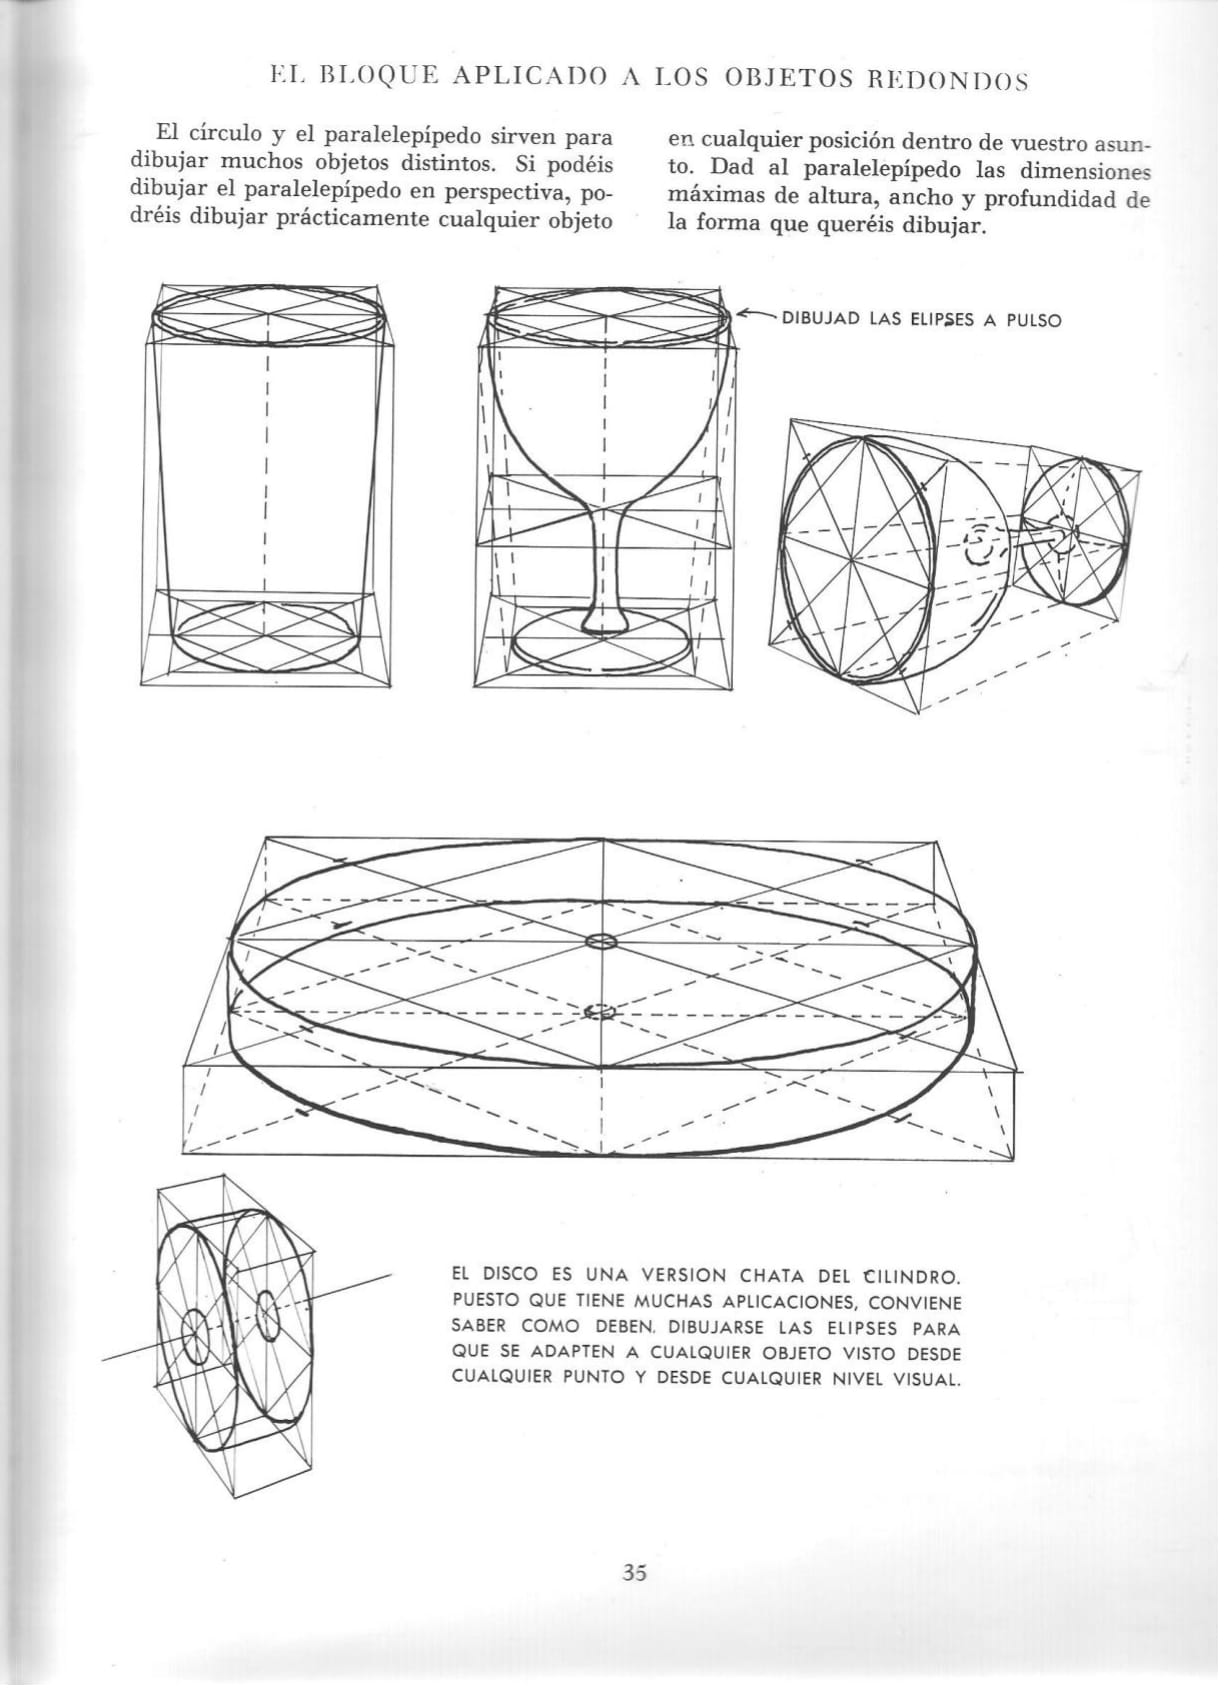 EL BLOQUE APLICADO A LOS OBJETOS REDONDOS
El círculo y el paralelepípedo sirven para
dibujar muchos objetos distintos. Si podéis
dibujar el paralelepípedo en perspectiva, po-
dréis dibujar prácticamente cualquier objeto
en cualquier posición dentro de vuestro asun-
to. Dad al paralelepípedo las dimensiones
máximas de altura, ancho y profundidad de
la forma que queréis dibujar.
DIBUJAD LAS ELIPSES A PULSO
EL DISCO ES UNA VERSION CHATA DEL CILINDRO.
PUESTO QUE TIENE MUCHAS APLICACIONES, CONVIENE
SABER COMO DEBEN. DIBUJARSE LAS ELIPSES PARA
QUE SE ADAPTEN A CUALQUIER OBJETO VISTO DESDE
CUALQUIER PUNTO Y DESDE CUALQUIER NIVEL VISUAL.
35